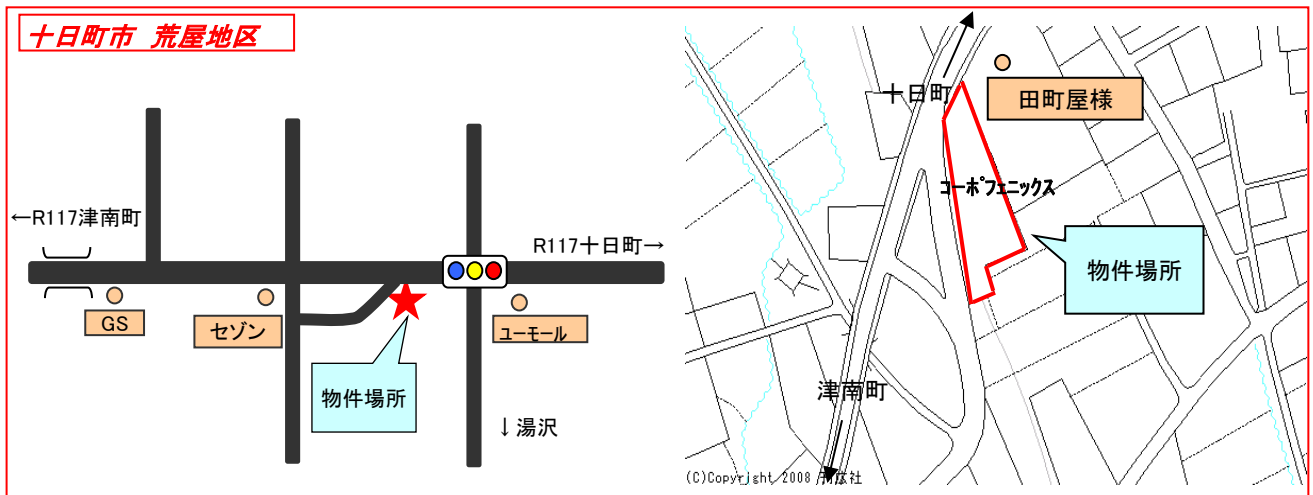 十日町市 荒屋地区
←R117津南町
R117十日町→
GS
セゾン
ユーモール
物件場所
↓湯沢
十日町
田町屋様
コーポフェニックス
物件場所
津南町
(C)Copyright 2008